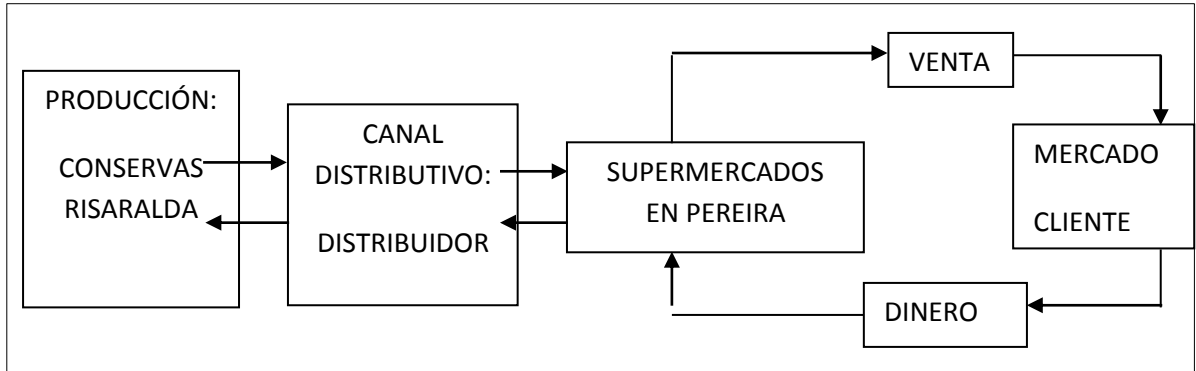 PRODUCCIÓN:
CONSERVAS
RISARALDA
CANAL
DISTRIBUTIVO:
DISTRIBUIDOR
SUPERMERCADOS
EN PEREIRA
VENTA
MERCADO
CLIENTE
DINERO